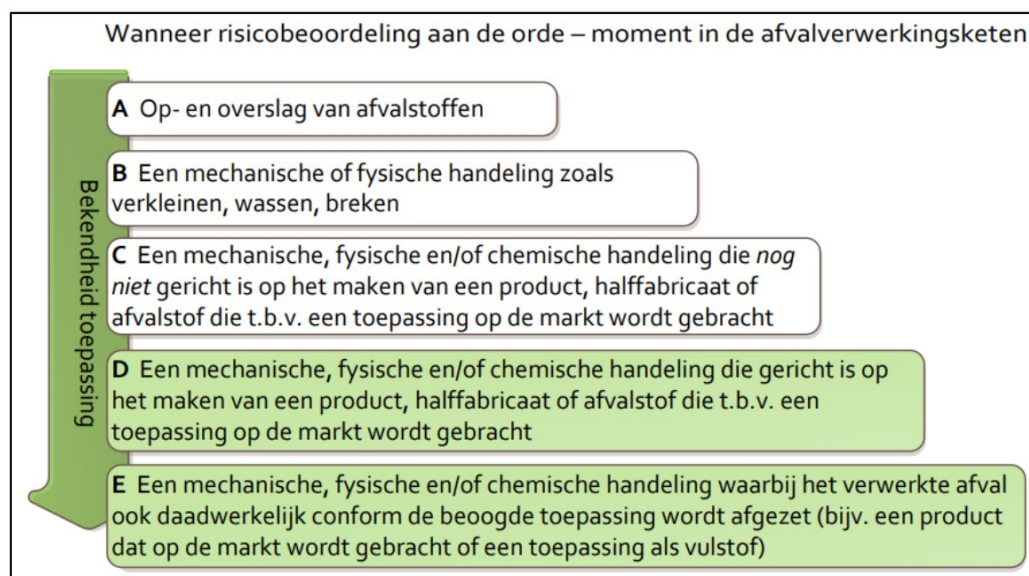 Wanneer risicobeoordeling aan de orde – moment in de afvalverwerkingsketen
Bekendheid toepassing
A Op- en overslag van afvalstoffen
B Een mechanische of fysische handeling zoals
verkleinen, wassen, breken
C Een mechanische, fysische en/of chemische handeling die nog
niet gericht is op het maken van een product, halffabricaat of
afvalstof die t.b.v. een toepassing op de markt wordt gebracht
D Een mechanische, fysische en/of chemische handeling die gericht is op
het maken van een product, halffabricaat of afvalstof die t.b.v. een
toepassing op de markt wordt gebracht
E Een mechanische, fysische en/of chemische handeling waarbij het verwerkte afval
ook daadwerkelijk conform de beoogde toepassing wordt afgezet (bijv. een product
dat op de markt wordt gebracht of een toepassing als vulstof)